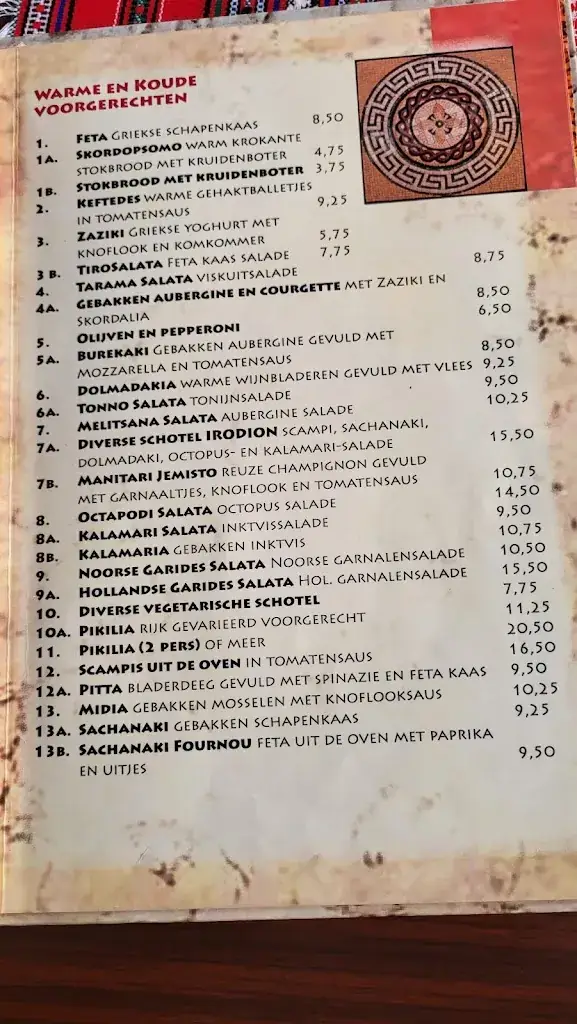 WARME EN KOUDE
VOORGERECHTEN
1. FETA GRIEKSE SCHAPENKAAS 8,50
1A. SKORDOPSOMO WARM KROKANTE
STOKBROOD MET KRUIDENBOTER 4,75
1B. STOKBROOD MET KRUIDENBOTER 3,75
2. KEFTEDES WARME GEHAKTBALLETJES
IN TOMATENSAUS 9,25
3. ZAZIKI GRIEKSE YOGHURT MET
KNOFLOOK EN KOMKOMMER 5,75
3 B. TIROSALATA FETA KAAS SALADE 7,75
4. TARAMA SALATA VISKUITSALADE 8,75
4A. GEBAKKEN AUBERGINE EN COURGETTE MET ZAZIKI EN
SKORDALIA 8,50
5. OLIJVEN EN PEPPERONI 6,50
5A. BUREKAKI GEBAKKEN AUBERGINE GEVULD MET
MOZZARELLA EN TOMATENSAUS 8,50
6. DOLMADAKIA WARME WIJNBLADEREN GEVULD MET VLEES 9,25
6A. TONNO SALATA TONIJNSALADE 9,50
7. MELITSANA SALATA AUBERGINE SALADE 10,25
7A. DIVERSE SCHOTEL IRODION SCAMPI, SACHANAKI,
DOLMADAKI, OCTOPUS- EN KALAMARI-SALADE 15,50
7B. MANITARI JEMISTO REUZE CHAMPIGNON GEVULD
MET GARNAALTJES, KNOFLOOK EN TOMATENSAUS 10,75
8. OCTAPODI SALATA OCTOPUS SALADE 14,50
8A. KALAMARI SALATA INKTVISSALADE 9,50
8B. KALAMARIA GEBAKKEN INKTVIS 10,75
9. NOORSE GARIDES SALATA NOORSE GARNALENSALADE 10,50
9A. HOLLANDSE GARIDES SALATA HOL. GARNALENSALADE 15,50
10. DIVERSE VEGETARISCHE SCHOTEL 7,75
10A. PIKILIA RIJK GEVARIEERD VOORGERECHT 11,25
11. PIKILIA (2 PERS) OF MEER 20,50
12. SCAMPIS UIT DE OVEN IN TOMATENSAUS 16,50
12A. PITTA BLADERDEEG GEVULD MET SPINAZIE EN FETA KAAS 9,50
13. MIDIA GEBAKKEN MOSSELEN MET KNOFLOOKSAUS 10,25
13A. SACHANAKI GEBAKKEN SCHAPENKAAS 9,25
13B. SACHANAKI FOURNOU FETA UIT DE OVEN MET PAPRIKA
EN UITJES 9,50